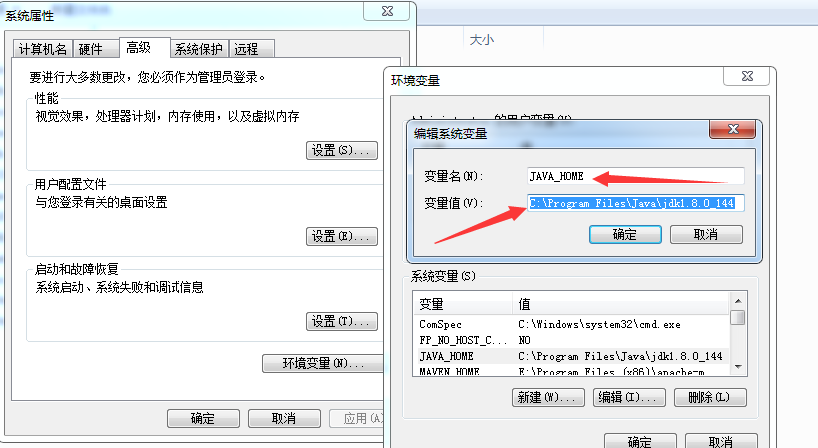 系统属性
计算机名 硬件 高级 系统保护 远程
要进行大多数更改，您必须作为管理员登录。
性能
视觉效果，处理器计划，内存使用，以及虚拟内存
设置(S)...
用户配置文件
与您登录有关的桌面设置
设置(E)...
启动和故障恢复
系统启动、系统失败和调试信息
设置(T)...
环境变量(N)...
确定 取消 应用(A)
大小
环境变量
的用户变量(U)
编辑系统变量
变量名(N): JAVA_HOME
变量值(V): C:\Program Files\Java\jdk1.8.0_144
确定 取消
系统变量(S)
变量 值
ComSpec C:\Windows\system32\cmd.exe
FP_NO_HOST_C... NO
JAVA_HOME C:\Program Files\Java\jdk1.8.0_144
MAVEN_HOME E:\Program Files (x86)\apache-m
新建(W)... 编辑(I)... 删除(L)
确定 取消